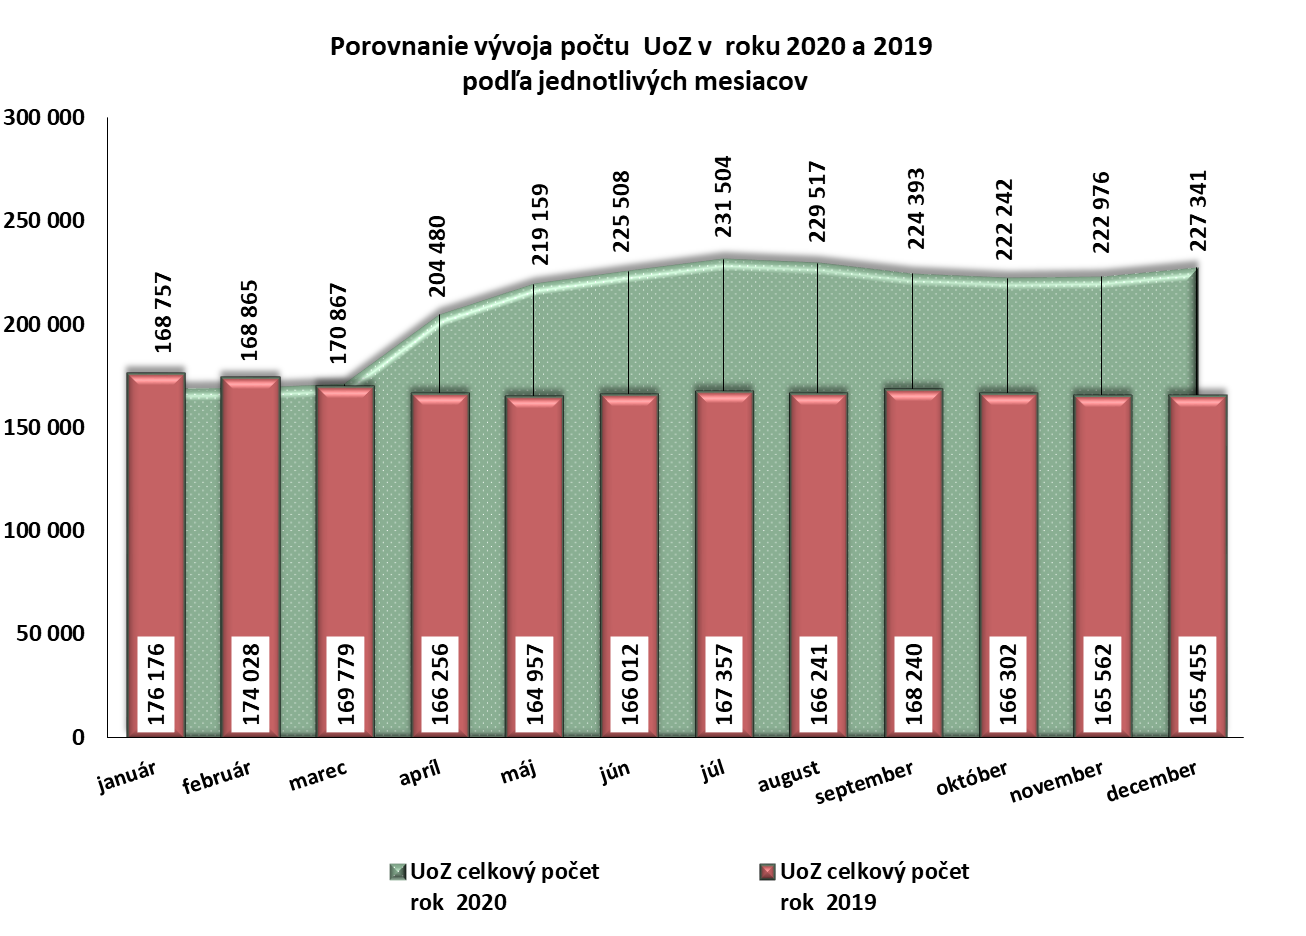 Porovnanie vývoja počtu UoZ v roku 2020 a 2019
podľa jednotlivých mesiacov
300 000
250 000
200 000
150 000
100 000
50 000
0
168 757
168 865
170 867
204 480
219 159
225 508
231 504
229 517
224 393
222 242
222 976
227 341
176 176
174 028
169 779
166 256
164 957
166 012
167 357
166 241
168 240
166 302
165 562
165 455
január
február
marec
apríl
máj
jún
júl
august
september
október
november
december
UoZ celkový počet
rok 2020
UoZ celkový počet
rok 2019